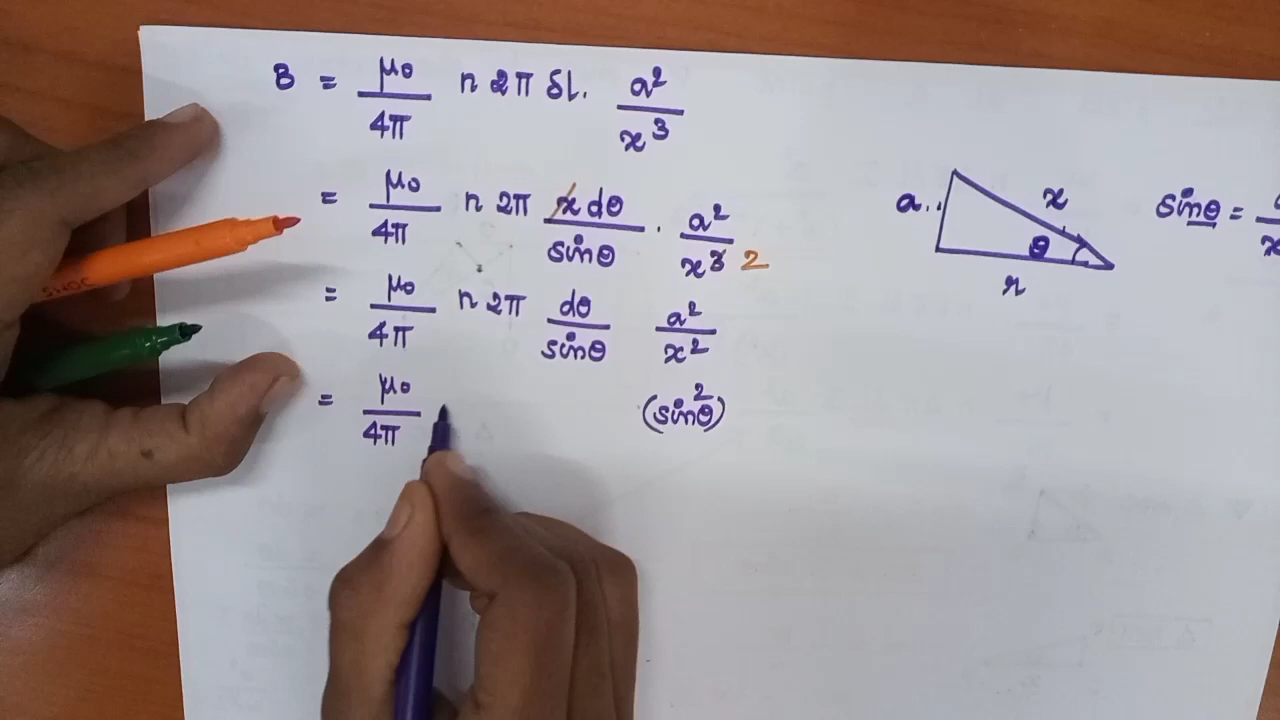 B = μ₀/4π n 2π δl. a²/x³
= μ₀/4π n 2π x dθ/sinθ . a²/x³ 2
a.. x θ r
sinθ = /x
= μ₀/4π n 2π dθ/sinθ a²/x²
= μ₀/4π (sin²θ)